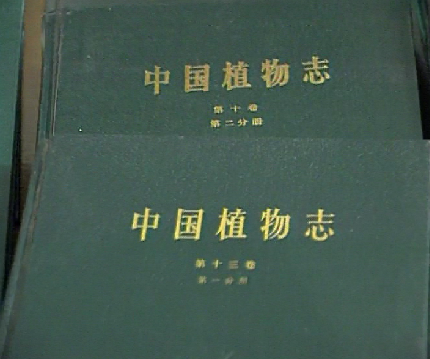 中国植物志
第十卷
第二分册
中国植物志
第十三卷
第一分册